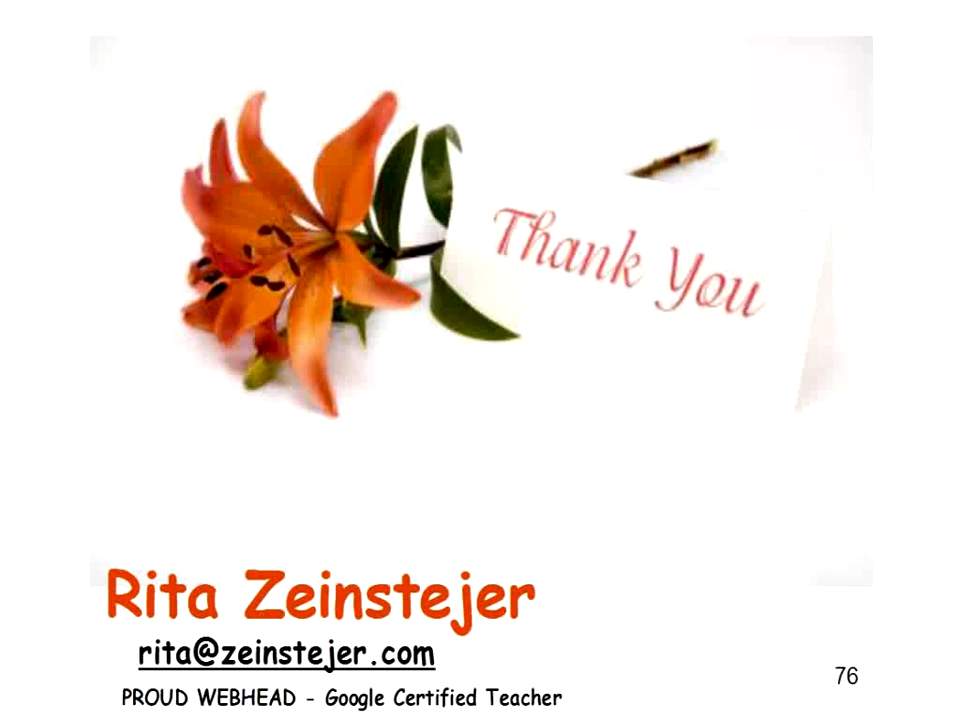 Thank You
Rita Zeinstejer
rita@zeinstejer.com
PROUD WEBHEAD - Google Certified Teacher
76